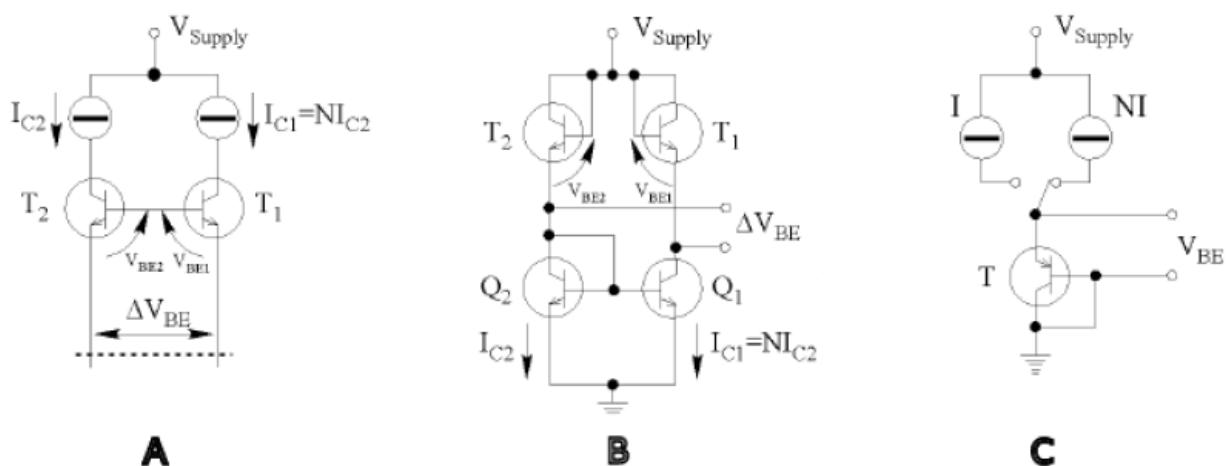 V_Supply
I_C2
I_C1=NI_C2
T_2
T_1
V_BE2
V_BE1
ΔV_BE
A
V_Supply
T_2
T_1
V_BE2
V_BE1
ΔV_BE
Q_2
Q_1
I_C2
I_C1=NI_C2
B
V_Supply
I
NI
T
V_BE
C